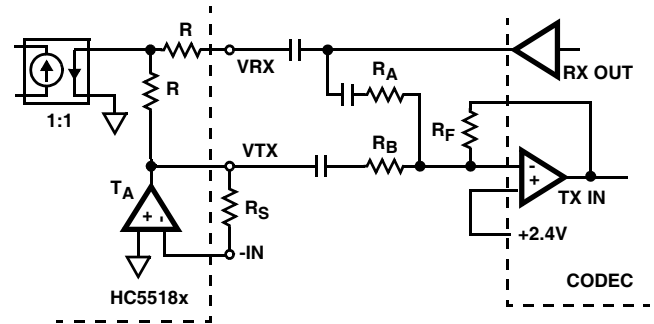 R
VRX
RX OUT
R
1:1
RA
RF
VTX
RB
TA
+ -
RS
-
+
TX IN
-IN
+2.4V
HC5518x
CODEC